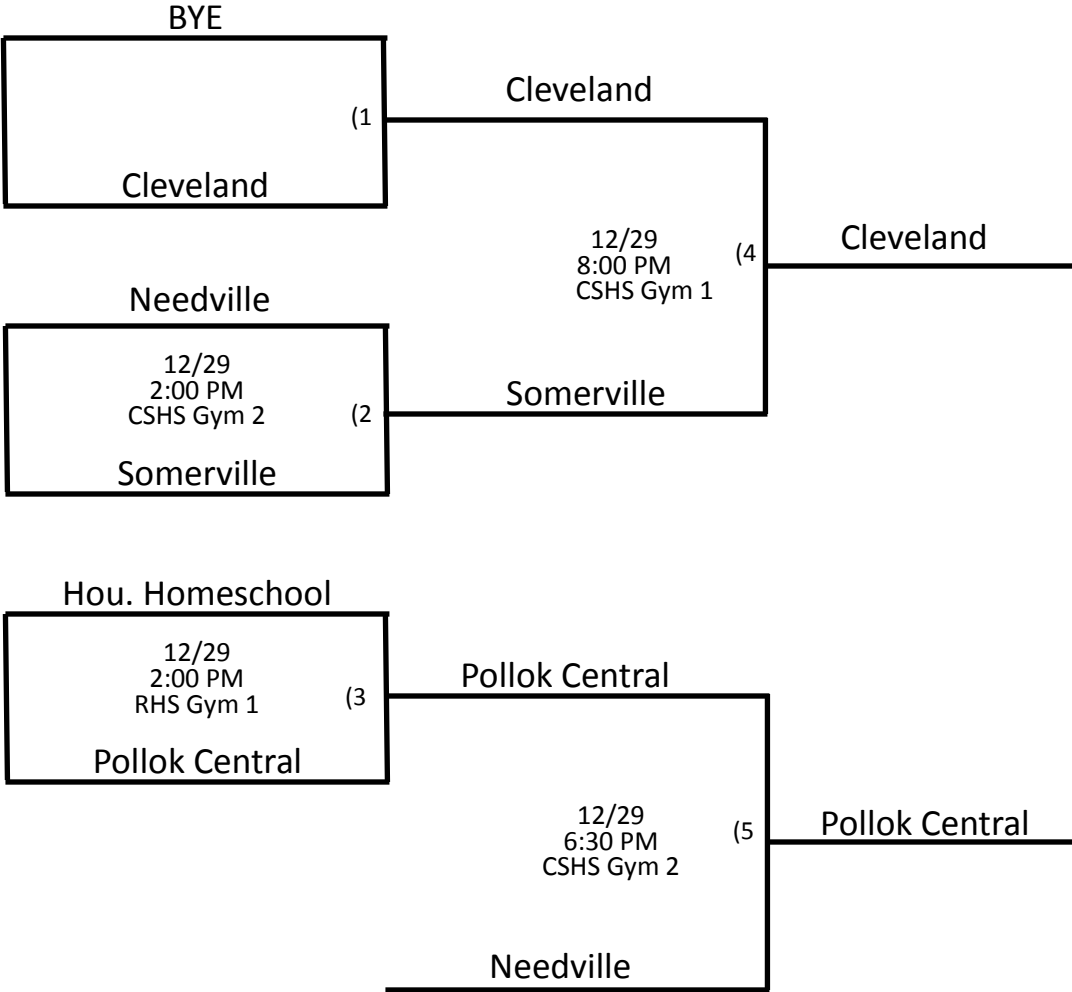 BYE
(1
Cleveland
Cleveland
12/29
8:00 PM
CSHS Gym 1
(4
Cleveland
Needville
12/29
2:00 PM
CSHS Gym 2
(2
Somerville
Somerville
Hou. Homeschool
12/29
2:00 PM
RHS Gym 1
(3
Pollok Central
Pollok Central
12/29
6:30 PM
CSHS Gym 2
(5
Pollok Central
Needville